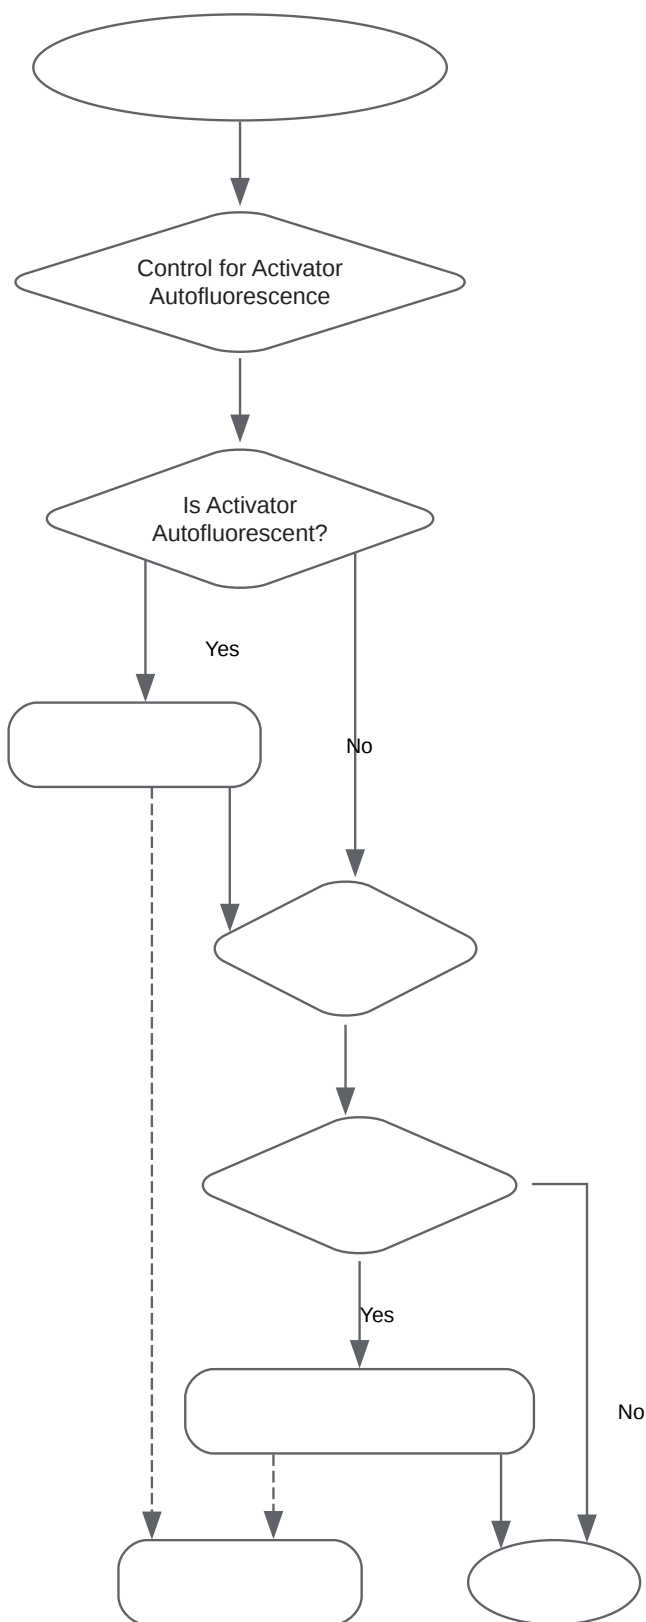 Control for Activator
Autofluorescence
Is Activator
Autofluorescent?
Yes
No
Yes
No